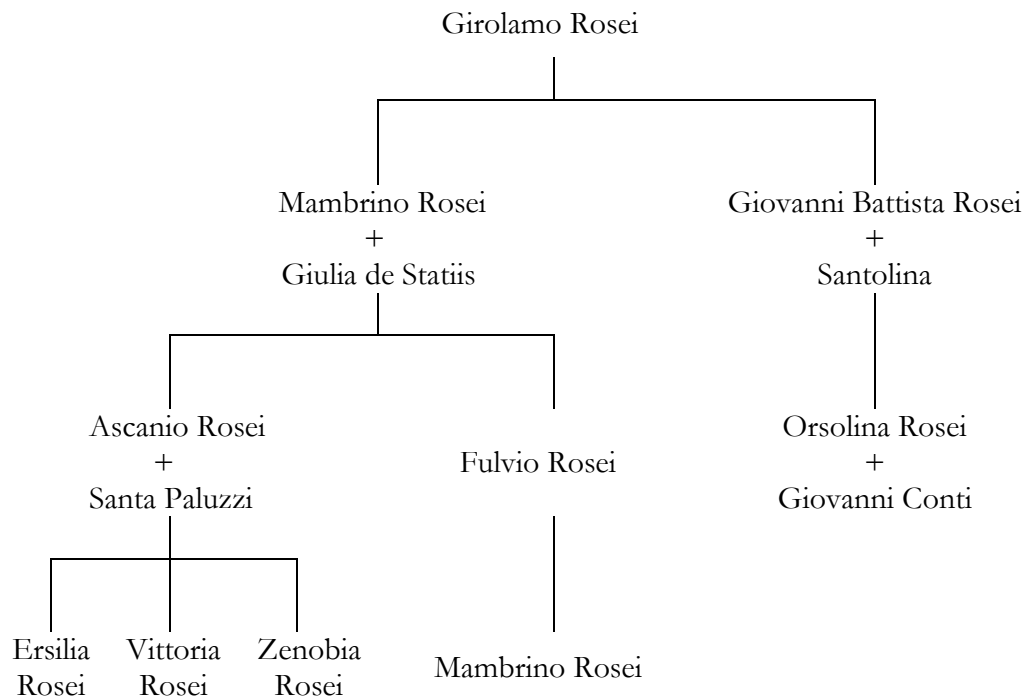 Girolamo Rosei
Mambrino Rosei
+
Giulia de Statiis
Giovanni Battista Rosei
+
Santolina
Ascanio Rosei
+
Santa Paluzzi
Fulvio Rosei
Orsolina Rosei
+
Giovanni Conti
Ersilia
Rosei
Vittoria
Rosei
Zenobia
Rosei
Mambrino Rosei